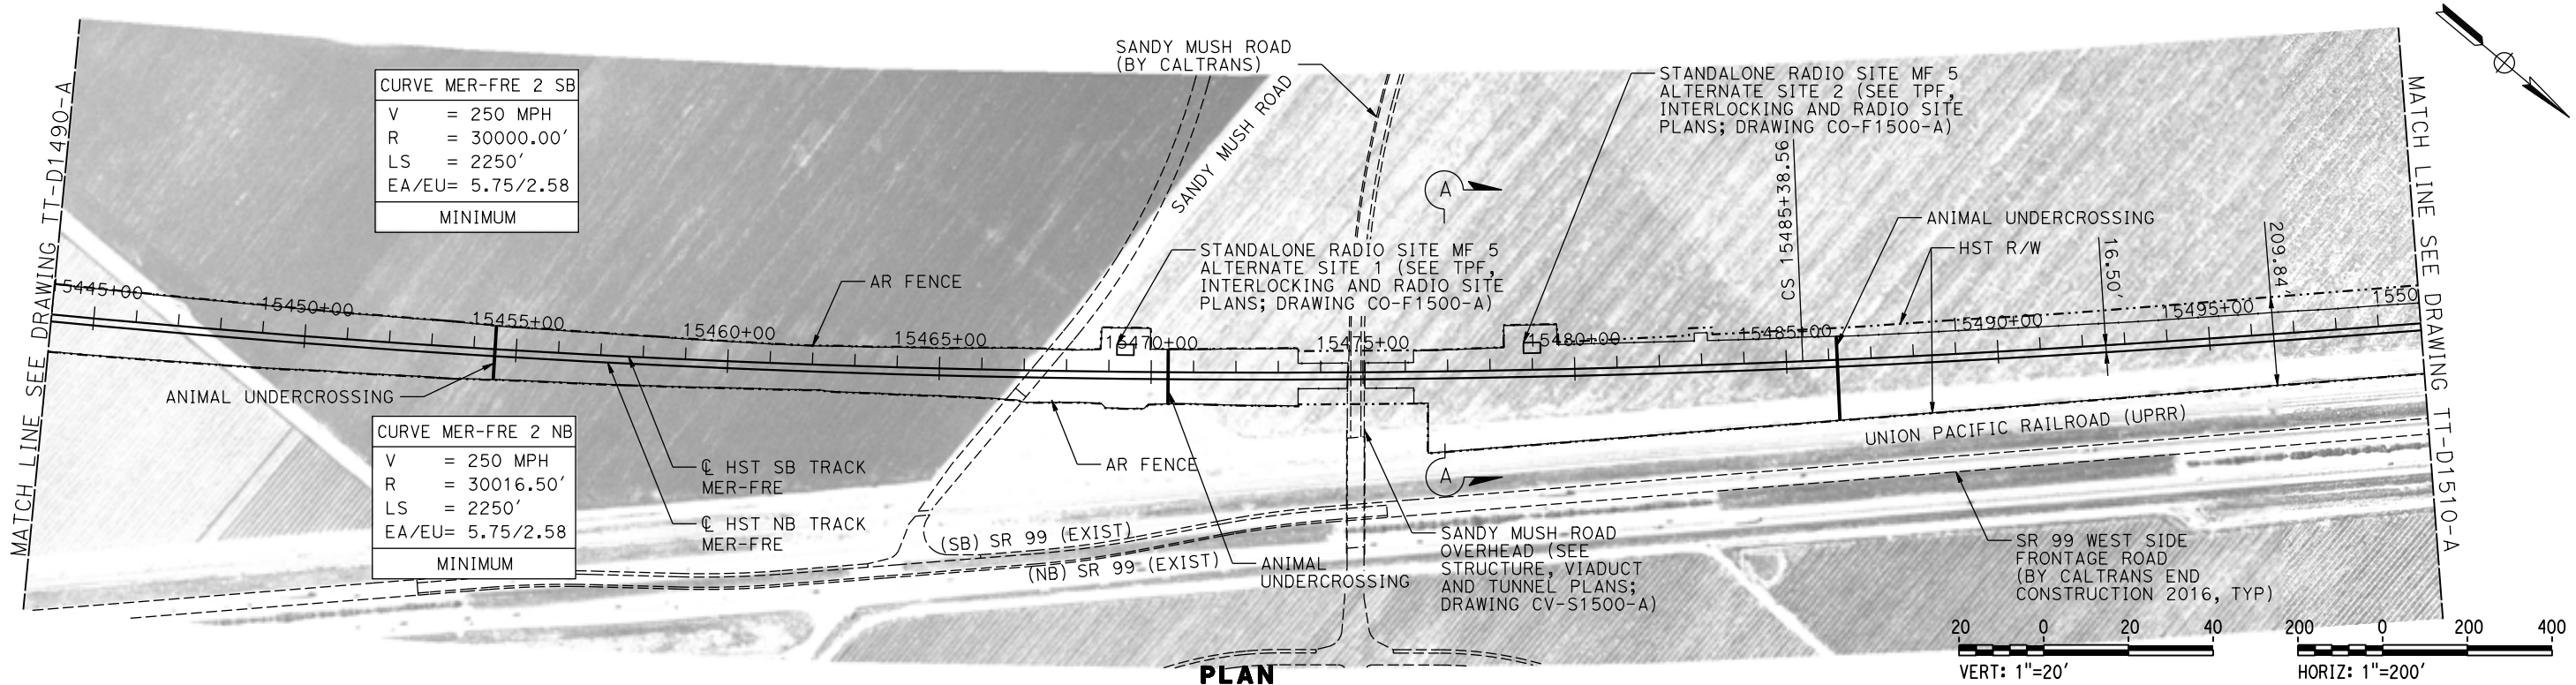 MATCH LINE SEE DRAWING TT-D1490-A
CURVE MER-FRE 2 SB
V = 250 MPH
R = 30000.00'
LS = 2250'
EA/EU= 5.75/2.58
MINIMUM
SANDY MUSH ROAD
(BY CALTRANS)
SANDY MUSH ROAD
STANDALONE RADIO SITE MF 5
ALTERNATE SITE 2 (SEE TPF,
INTERLOCKING AND RADIO SITE
PLANS; DRAWING CO-F1500-A)
A
CS 15485+38.56
ANIMAL UNDERCROSSING
HST R/W
16.50'
209.84'
MATCH LINE SEE DRAWING TT-D1510-A
STANDALONE RADIO SITE MF 5
ALTERNATE SITE 1 (SEE TPF,
INTERLOCKING AND RADIO SITE
PLANS; DRAWING CO-F1500-A)
AR FENCE
5445+00
15450+00
15455+00
15460+00
15465+00
15470+00
15475+00
15480+00
15485+00
15490+00
15495+00
1550
ANIMAL UNDERCROSSING
CURVE MER-FRE 2 NB
V = 250 MPH
R = 30016.50'
LS = 2250'
EA/EU= 5.75/2.58
MINIMUM
℄ HST SB TRACK
MER-FRE
℄ HST NB TRACK
MER-FRE
AR FENCE
A
UNION PACIFIC RAILROAD (UPRR)
(SB) SR 99 (EXIST)
(NB) SR 99 (EXIST)
ANIMAL
UNDERCROSSING
SANDY MUSH ROAD
OVERHEAD (SEE
STRUCTURE, VIADUCT
AND TUNNEL PLANS;
DRAWING CV-S1500-A)
SR 99 WEST SIDE
FRONTAGE ROAD
(BY CALTRANS END
CONSTRUCTION 2016, TYP)
PLAN
20 0 20 40
VERT: 1"=20'
200 0 200 400
HORIZ: 1"=200'